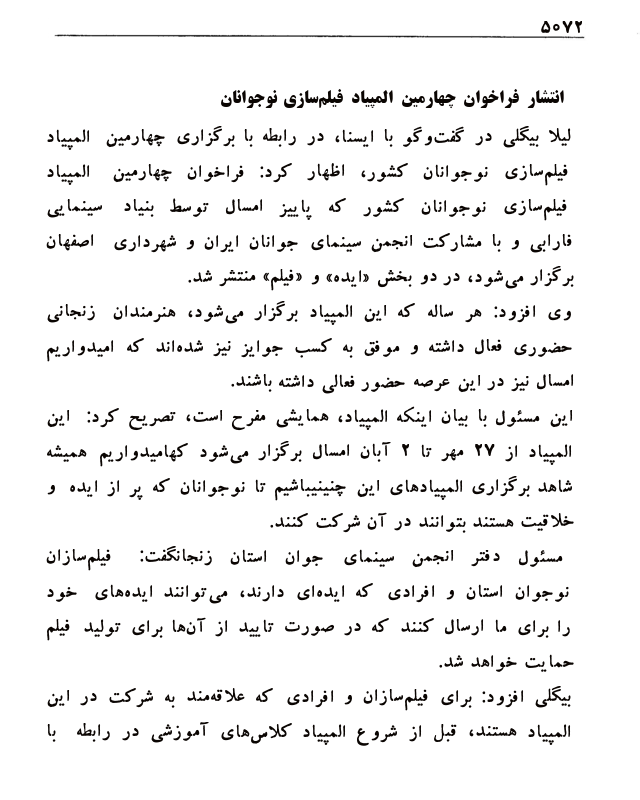 ۵۰۷۲
انتشار فراخوان چهارمین المپیاد فیلم‌سازی نوجوانان
لیلا بیگلی در گفت‌وگو با ایسنا، در رابطه با برگزاری چهارمین المپیاد
فیلم‌سازی نوجوانان کشور، اظهار کرد: فراخوان چهارمین المپیاد
فیلم‌سازی نوجوانان کشور که پاییز امسال توسط بنیاد سینمایی
فارابی و با مشارکت انجمن سینمای جوانان ایران و شهرداری اصفهان
برگزار می‌شود، در دو بخش «ایده» و «فیلم» منتشر شد.
وی افزود: هر ساله که این المپیاد برگزار می‌شود، هنرمندان زنجانی
حضوری فعال داشته و موفق به کسب جوایز نیز شده‌اند که امیدواریم
امسال نیز در این عرصه حضور فعالی داشته باشند.
این مسئول با بیان اینکه المپیاد، همایشی مفرح است، تصریح کرد: این
المپیاد از ۲۷ مهر تا ۲ آبان امسال برگزار می‌شود کهامیدواریم همیشه
شاهد برگزاری المپیادهای این چنینیباشیم تا نوجوانان که پر از ایده و
خلاقیت هستند بتوانند در آن شرکت کنند.
مسئول دفتر انجمن سینمای جوان استان زنجانگفت: فیلم‌سازان
نوجوان استان و افرادی که ایده‌ای دارند، می‌توانند ایده‌های خود
را برای ما ارسال کنند که در صورت تایید از آن‌ها برای تولید فیلم
حمایت خواهد شد.
بیگلی افزود: برای فیلم‌سازان و افرادی که علاقه‌مند به شرکت در این
المپیاد هستند، قبل از شروع المپیاد کلاس‌های آموزشی در رابطه با